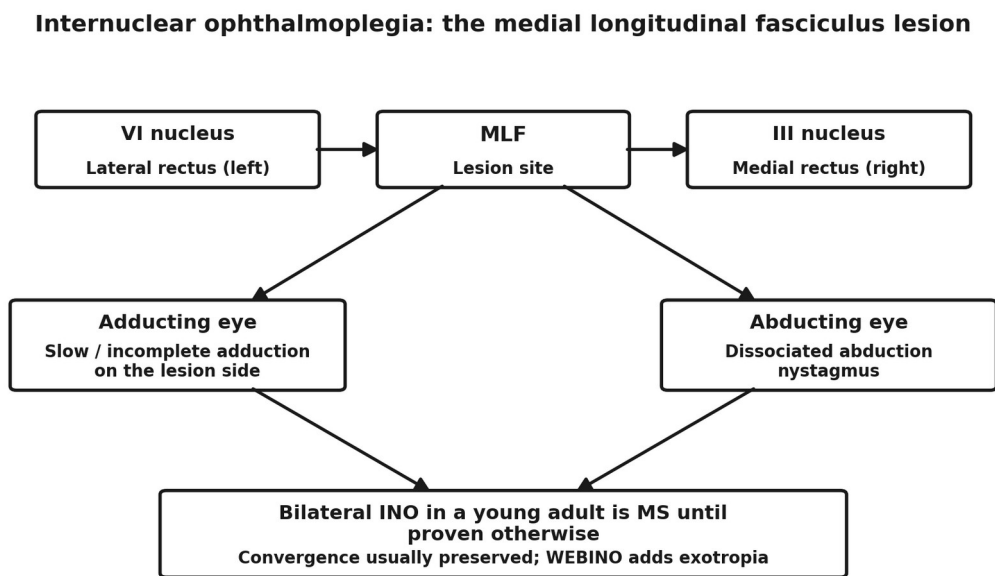 Internuclear ophthalmoplegia: the medial longitudinal fasciculus lesion
VI nucleus
Lateral rectus (left)
MLF
Lesion site
III nucleus
Medial rectus (right)
Adducting eye
Slow / incomplete adduction
on the lesion side
Abducting eye
Dissociated abduction
nystagmus
Bilateral INO in a young adult is MS until
proven otherwise
Convergence usually preserved; WEBINO adds exotropia